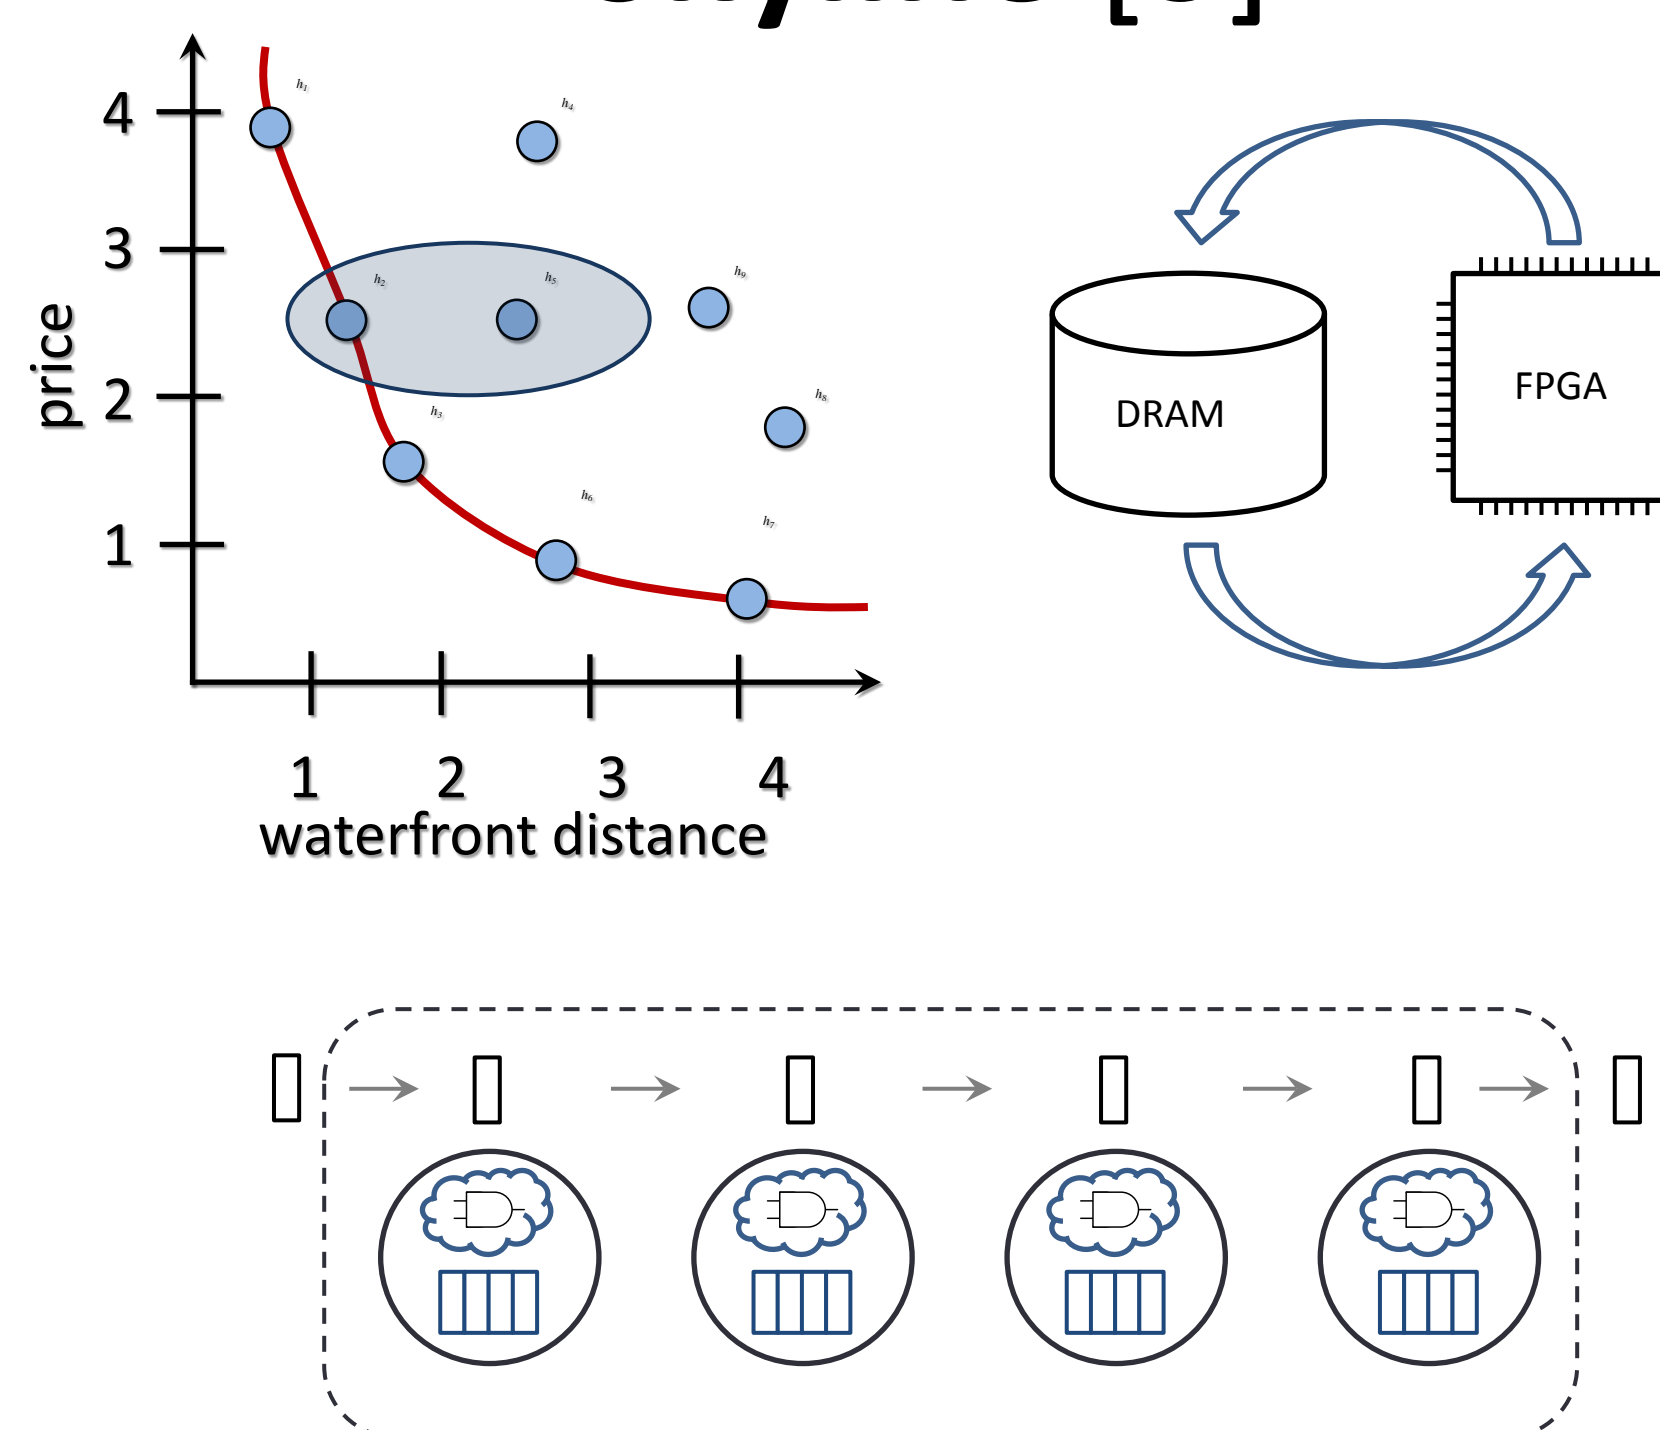 4
3
2
1
price
h1
h4
h2
h5
h9
h3
h8
h6
h7
1 2 3 4
waterfront distance
DRAM
FPGA